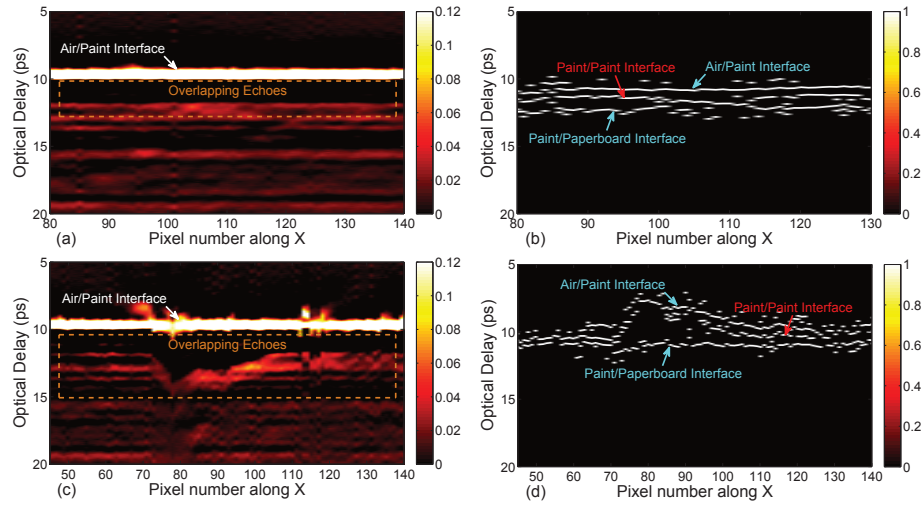 5
10
15
20
Optical Delay (ps)
Air/Paint Interface
Overlapping Echoes
80 90 100 110 120 130 140
(a) Pixel number along X
0.12
0.1
0.08
0.06
0.04
0.02
0
5
10
15
20
Optical Delay (ps)
Paint/Paint Interface
Air/Paint Interface
Paint/Paperboard Interface
80 90 100 110 120 130
(b) Pixel number along X
1
0.8
0.6
0.4
0.2
0
5
10
15
20
Optical Delay (ps)
Air/Paint Interface
Overlapping Echoes
50 60 70 80 90 100 110 120 130 140
(c) Pixel number along X
0.12
0.1
0.08
0.06
0.04
0.02
0
5
10
15
20
Optical Delay (ps)
Air/Paint Interface
Paint/Paint Interface
Paint/Paperboard Interface
50 60 70 80 90 100 110 120 130 140
(d) Pixel number along X
1
0.8
0.6
0.4
0.2
0